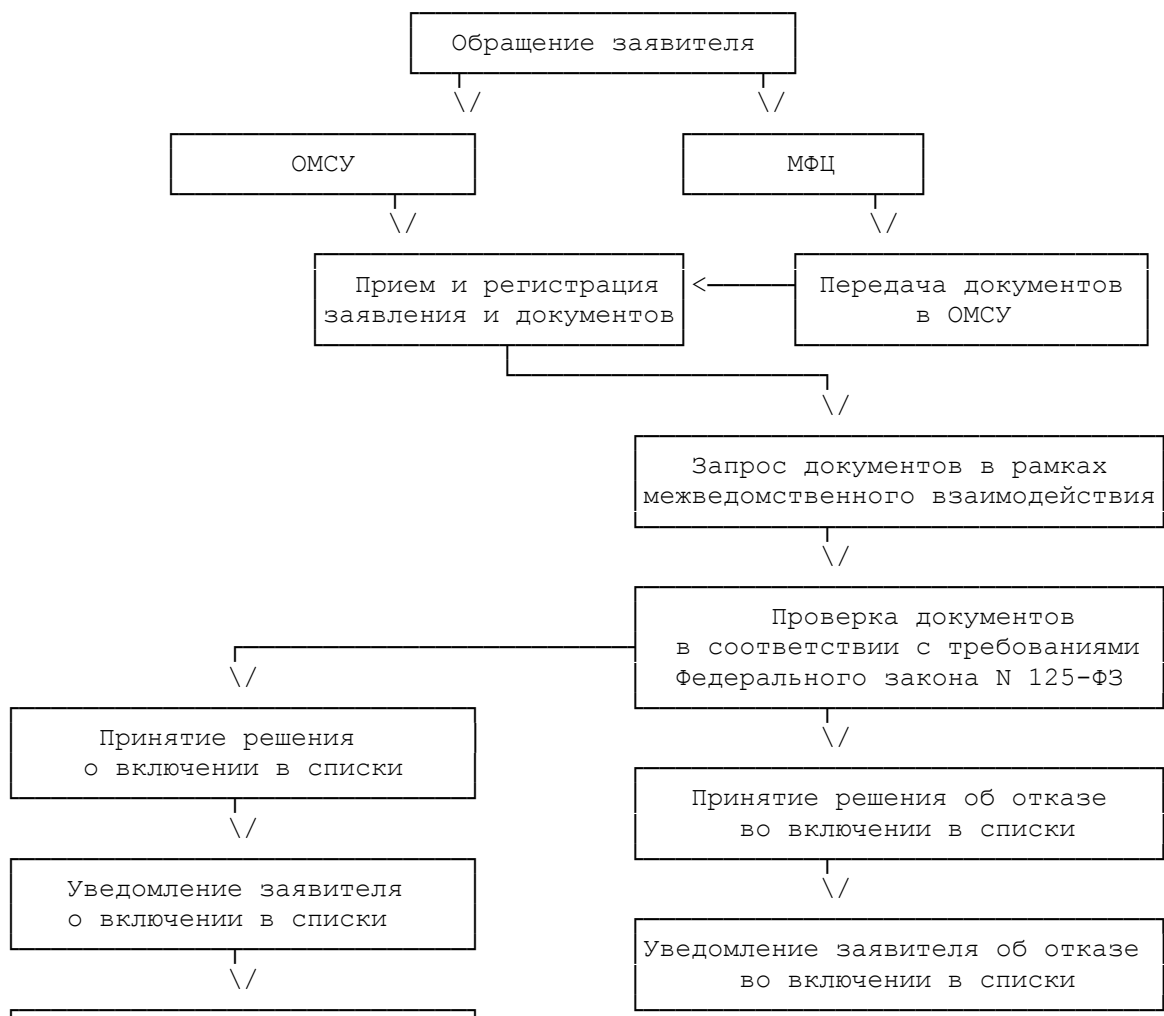 Обращение заявителя
ОМСУ
МФЦ
Прием и регистрация
заявления и документов
Передача документов
в ОМСУ
Запрос документов в рамках
межведомственного взаимодействия
Проверка документов
в соответствии с требованиями
Федерального закона N 125-ФЗ
Принятие решения
о включении в списки
Принятие решения об отказе
во включении в списки
Уведомление заявителя
о включении в списки
Уведомление заявителя об отказе
во включении в списки